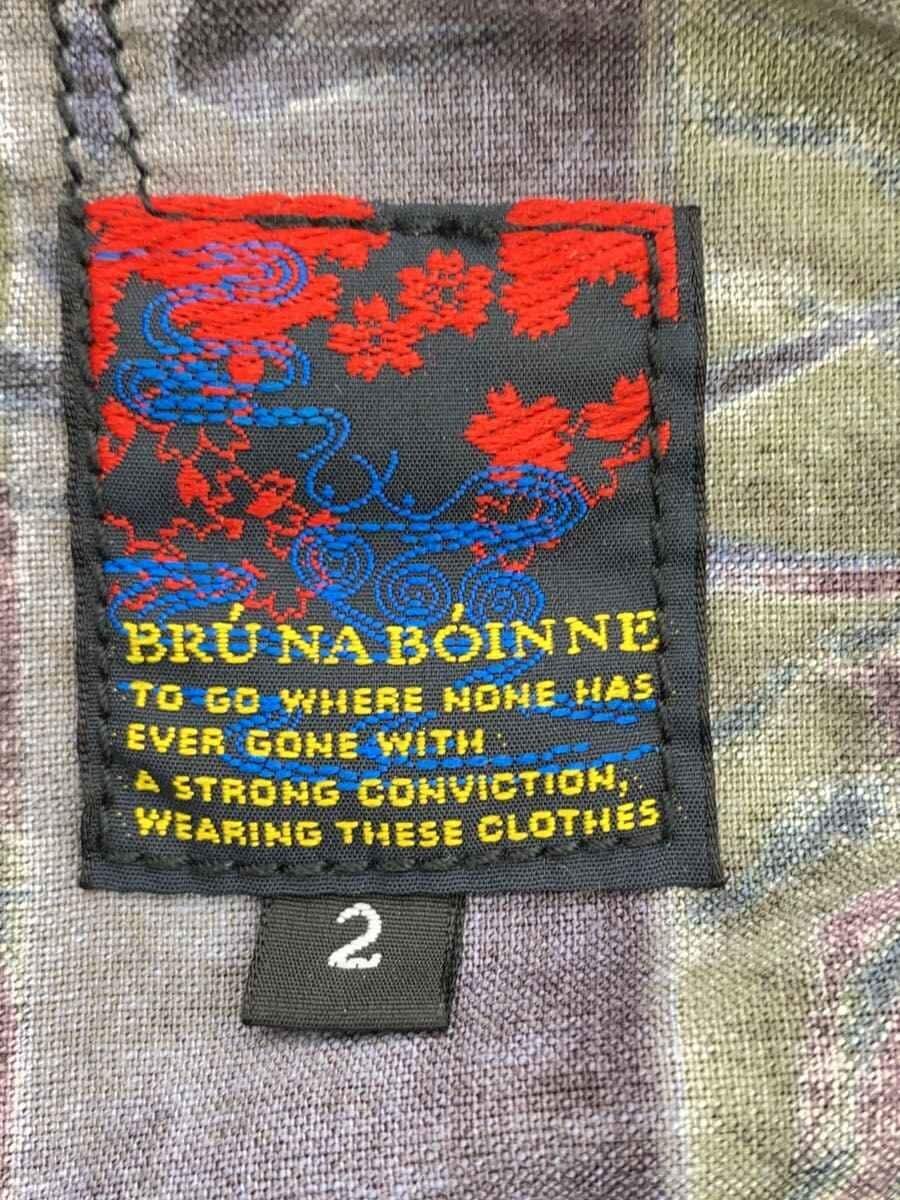 BRÚ NA BÓINNE
TO GO WHERE NONE HAS
EVER GONE WITH
A STRONG CONVICTION,
WEARING THESE CLOTHES
2